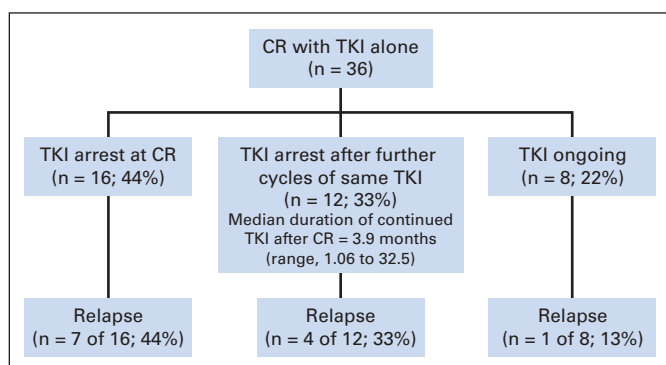 CR with TKI alone
(n = 36)
TKI arrest at CR
(n = 16; 44%)
TKI arrest after further
cycles of same TKI
(n = 12; 33%)
Median duration of continued
TKI after CR = 3.9 months
(range, 1.06 to 32.5)
TKI ongoing
(n = 8; 22%)
Relapse
(n = 7 of 16; 44%)
Relapse
(n = 4 of 12; 33%)
Relapse
(n = 1 of 8; 13%)